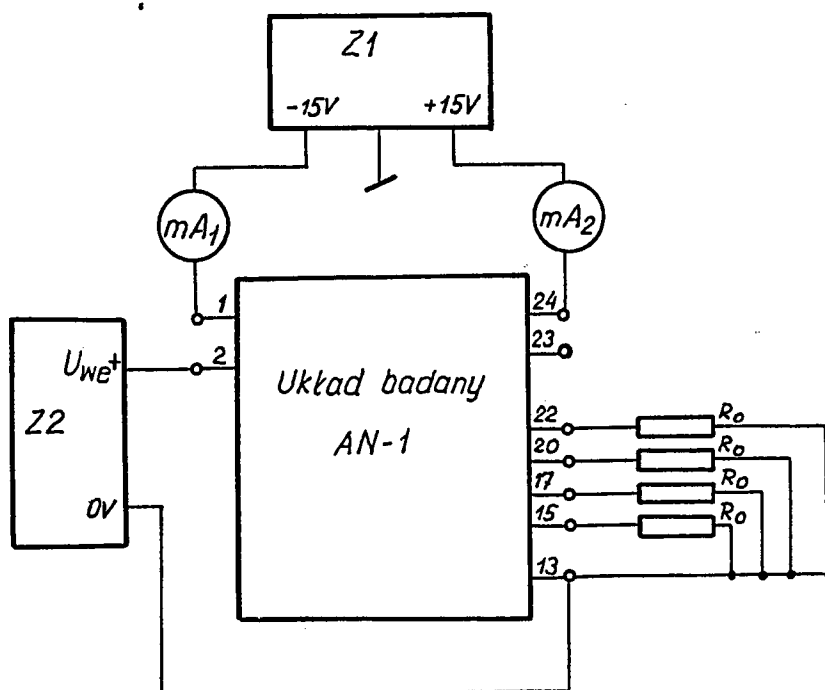 Z1
-15V +15V
mA1 mA2
1 24
23
2
Uwe+
Układ badany
AN-1
Z2
0V
22 Ro
20 Ro
17 Ro
15 Ro
13